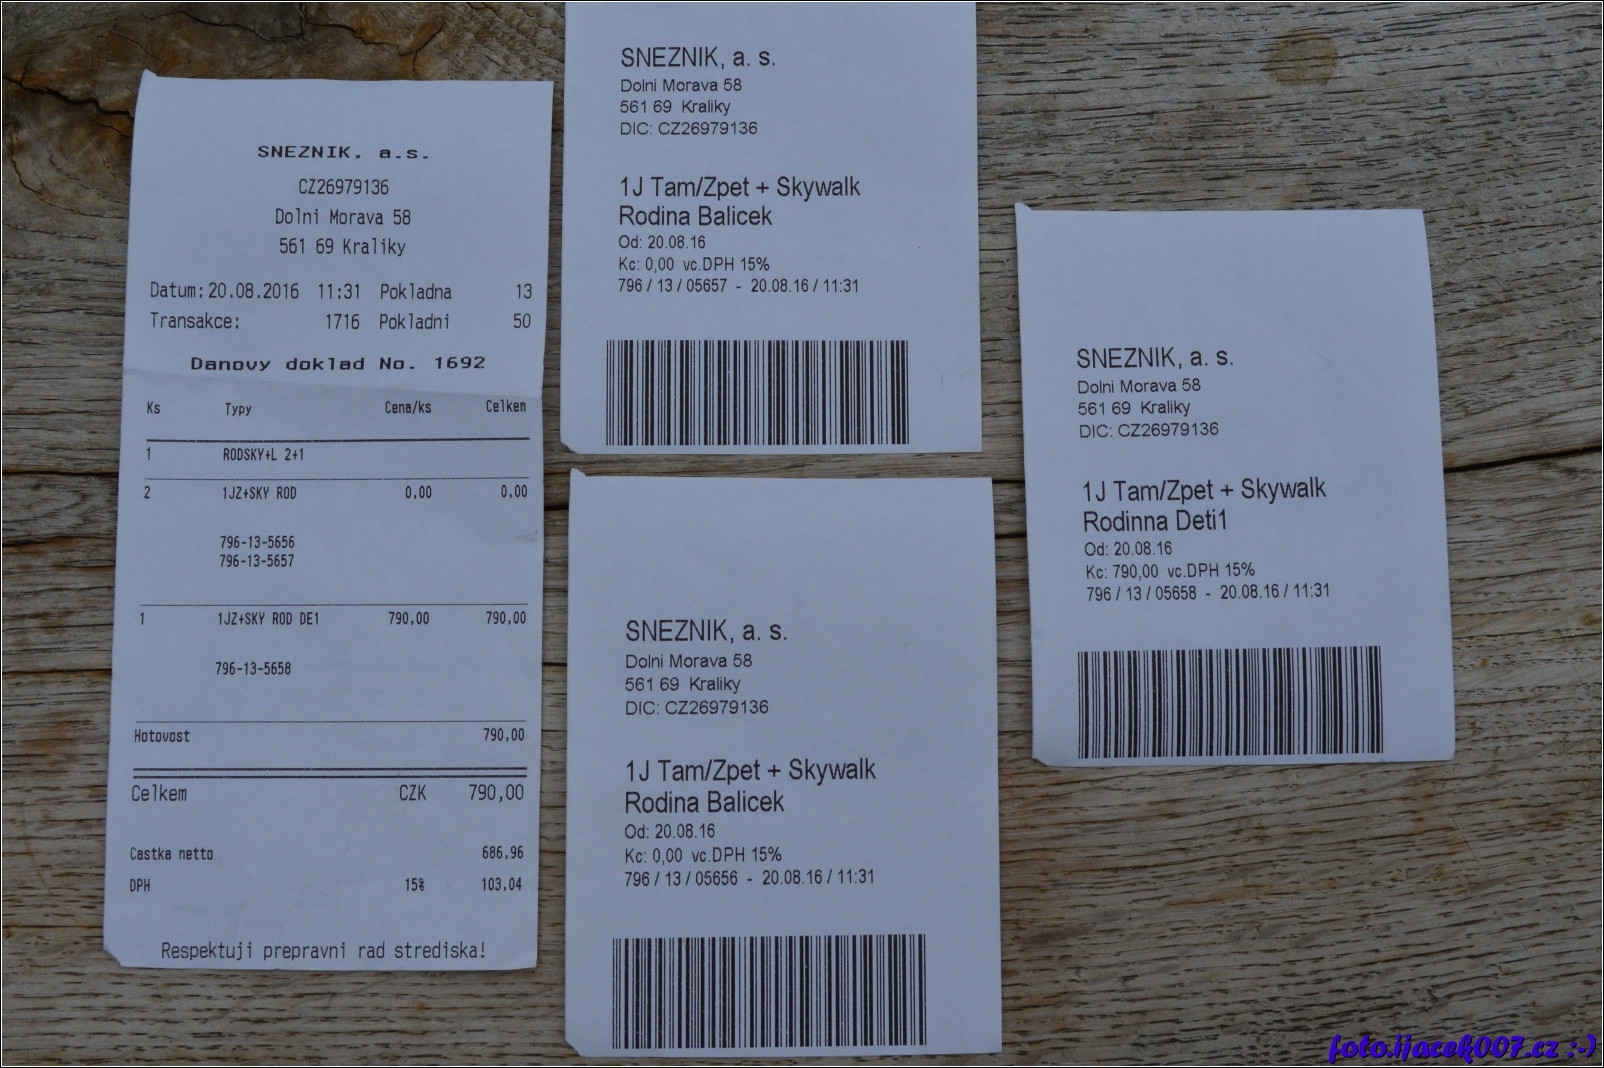 SNEZNIK, a.s.
CZ26979136
Dolni Morava 58
561 69 Kraliky
Datum: 20.08.2016 11:31 Pokladna 13
Transakce: 1716 Pokladni 50
Danovy doklad No. 1692
Ks Typy Cena/ks Celkem
1 RODSKY+L 2+1
2 1JZ+SKY ROD 0,00 0,00
796-13-5656
796-13-5657
1 1JZ+SKY ROD DE1 790,00 790,00
796-13-5658
Hotovost 790,00
Celkem CZK 790,00
Castka netto 686,96
DPH 15% 103,04
Respektuji prepravni rad strediska!
SNEZNIK, a. s.
Dolni Morava 58
561 69 Kraliky
DIC: CZ26979136
1J Tam/Zpet + Skywalk
Rodina Balicek
Od: 20.08.16
Kc: 0,00 vc.DPH 15%
796 / 13 / 05657 - 20.08.16 / 11:31
SNEZNIK, a. s.
Dolni Morava 58
561 69 Kraliky
DIC: CZ26979136
1J Tam/Zpet + Skywalk
Rodina Balicek
Od: 20.08.16
Kc: 0,00 vc.DPH 15%
796 / 13 / 05656 - 20.08.16 / 11:31
SNEZNIK, a. s.
Dolni Morava 58
561 69 Kraliky
DIC: CZ26979136
1J Tam/Zpet + Skywalk
Rodinna Deti1
Od: 20.08.16
Kc: 790,00 vc.DPH 15%
796 / 13 / 05658 - 20.08.16 / 11:31
foto.ijacek007.cz :-)